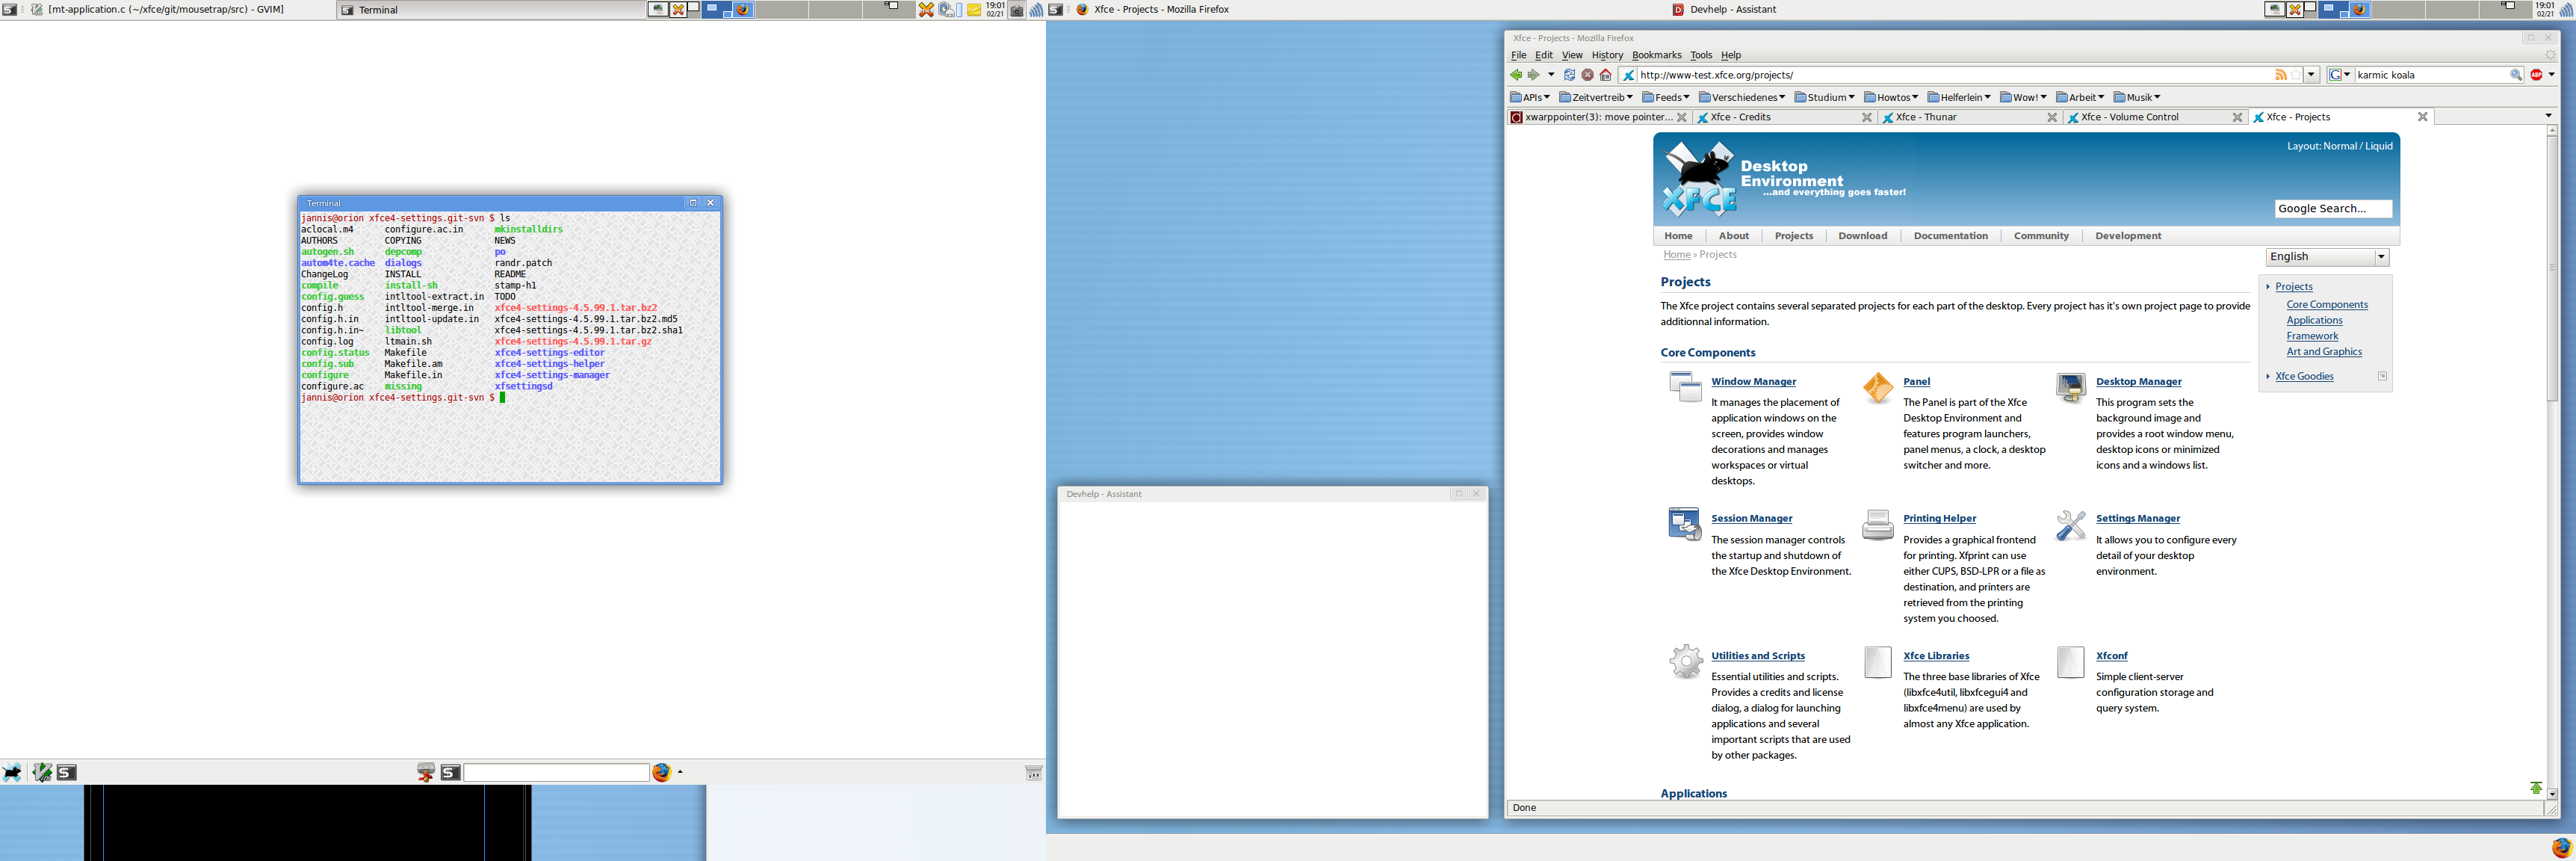 [mt-application.c (~/xfce/git/mousetrap/src) - GVIM]
Terminal
19:01
02/21
Xfce - Projects - Mozilla Firefox
Devhelp - Assistant
19:01
02/21
Terminal
jannis@orion xfce4-settings.git-svn $ ls
aclocal.m4 configure.ac.in mkinstalldirs
AUTHORS COPYING NEWS
autogen.sh depcomp po
autom4te.cache dialogs randr.patch
ChangeLog INSTALL README
compile install-sh stamp-h1
config.guess intltool-extract.in TODO
config.h intltool-merge.in xfce4-settings-4.5.99.1.tar.bz2
config.h.in intltool-update.in xfce4-settings-4.5.99.1.tar.bz2.md5
config.h.in~ libtool xfce4-settings-4.5.99.1.tar.bz2.sha1
config.log ltmain.sh xfce4-settings-4.5.99.1.tar.gz
config.status Makefile xfce4-settings-editor
config.sub Makefile.am xfce4-settings-helper
configure Makefile.in xfce4-settings-manager
configure.ac missing xfsettingsd
jannis@orion xfce4-settings.git-svn $
Devhelp - Assistant
Xfce - Projects - Mozilla Firefox
File Edit View History Bookmarks Tools Help
http://www-test.xfce.org/projects/
G
karmic koala
ABP
APIs Zeitvertreib Feeds Verschiedenes Studium Howtos Helferlein Wow! Arbeit Musik
xwarppointer(3): move pointer... Xfce - Credits Xfce - Thunar Xfce - Volume Control Xfce - Projects
Layout: Normal / Liquid
XFCE
Desktop
Environment
...and everything goes faster!
Google Search...
Home About Projects Download Documentation Community Development
Home » Projects
English
Projects
Core Components
Applications
Framework
Art and Graphics
Xfce Goodies
Projects
The Xfce project contains several separated projects for each part of the desktop. Every project has it's own project page to provide
additionnal information.
Core Components
Window Manager
It manages the placement of
application windows on the
screen, provides window
decorations and manages
workspaces or virtual
desktops.
Panel
The Panel is part of the Xfce
Desktop Environment and
features program launchers,
panel menus, a clock, a desktop
switcher and more.
Desktop Manager
This program sets the
background image and
provides a root window menu,
desktop icons or minimized
icons and a windows list.
Session Manager
The session manager controls
the startup and shutdown of
the Xfce Desktop Environment.
Printing Helper
Provides a graphical frontend
for printing. Xfprint can use
either CUPS, BSD-LPR or a file as
destination, and printers are
retrieved from the printing
system you choosed.
Settings Manager
It allows you to configure every
detail of your desktop
environment.
Utilities and Scripts
Essential utilities and scripts.
Provides a credits and license
dialog, a dialog for launching
applications and several
important scripts that are used
by other packages.
Xfce Libraries
The three base libraries of Xfce
(libxfce4util, libxfcegui4 and
libxfce4menu) are used by
almost any Xfce application.
Xfconf
Simple client-server
configuration storage and
query system.
Applications
Done